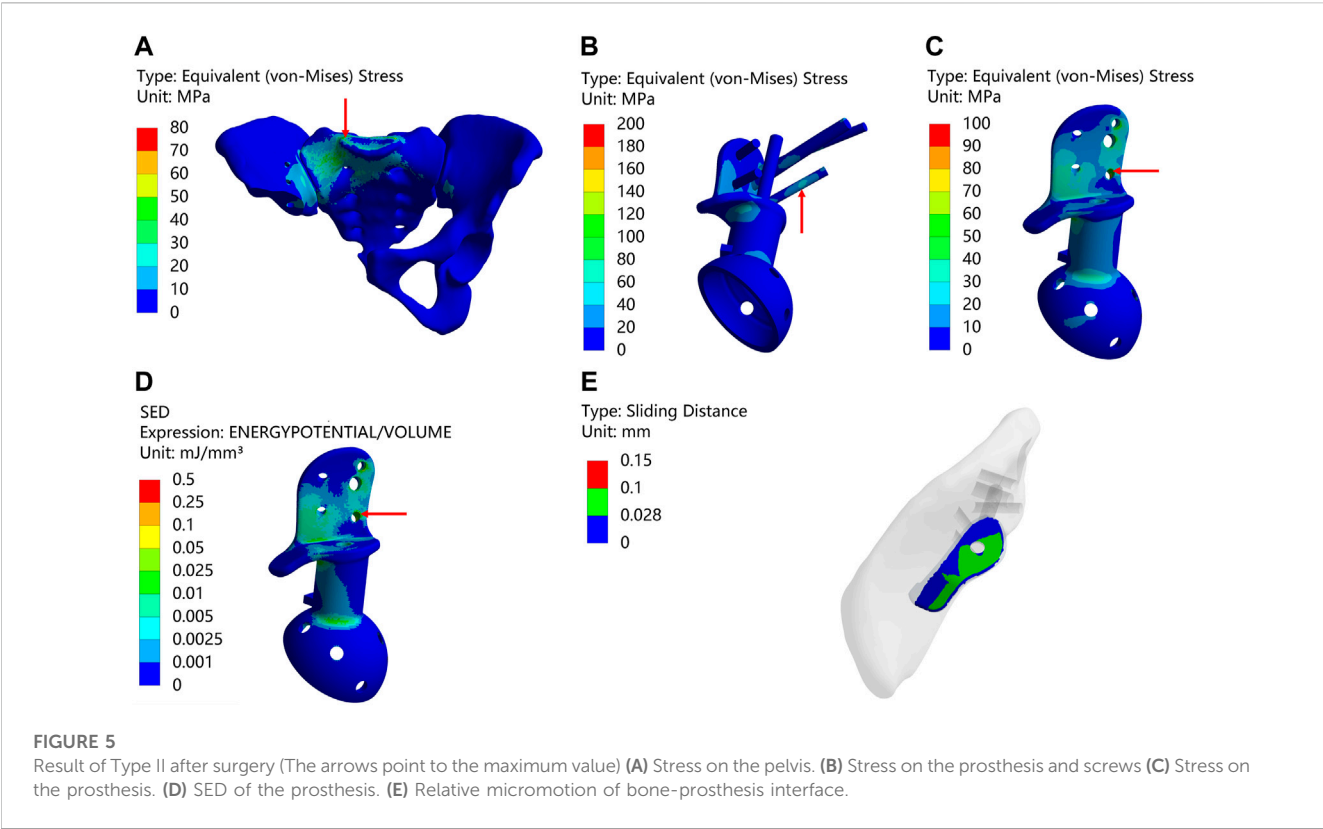 A
Type: Equivalent (von-Mises) Stress
Unit: MPa
80
70
60
50
40
30
20
10
0
B
Type: Equivalent (von-Mises) Stress
Unit: MPa
200
180
160
140
120
100
80
60
40
20
0
C
Type: Equivalent (von-Mises) Stress
Unit: MPa
100
90
80
70
60
50
40
30
20
10
0
D
SED
Expression: ENERGYPOTENTIAL/VOLUME
Unit: mJ/mm³
0.5
0.25
0.1
0.05
0.025
0.01
0.005
0.0025
0.001
0
E
Type: Sliding Distance
Unit: mm
0.15
0.1
0.028
0
FIGURE 5
Result of Type II after surgery (The arrows point to the maximum value) (A) Stress on the pelvis. (B) Stress on the prosthesis and screws (C) Stress on
the prosthesis. (D) SED of the prosthesis. (E) Relative micromotion of bone-prosthesis interface.